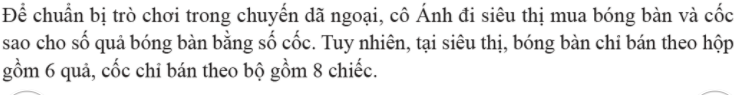 Để chuẩn bị trò chơi trong chuyến dã ngoại, cô Ánh đi siêu thị mua bóng bàn và cốc
sao cho số quả bóng bàn bằng số cốc. Tuy nhiên, tại siêu thị, bóng bàn chỉ bán theo hộp
gồm 6 quả, cốc chỉ bán theo bộ gồm 8 chiếc.